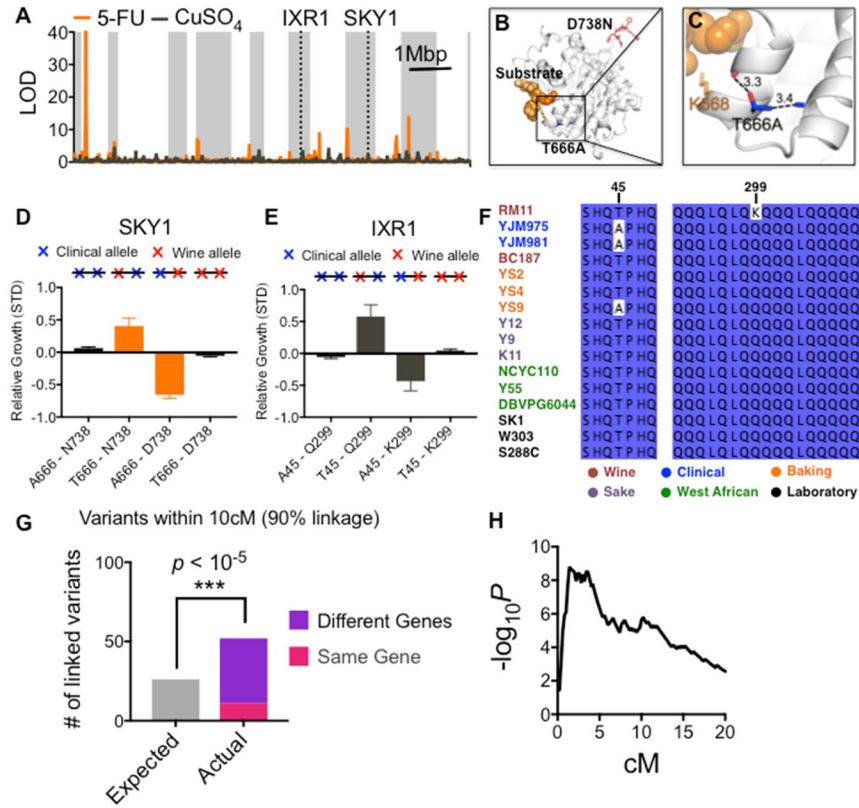 A
5-FU CuSO4 IXR1 SKY1
1Mbp
LOD
40
30
20
10
0
B
D738N
Substrate
T666A
C
3.3
K668
3.4
T666A
D
SKY1
Clinical allele Wine allele
Relative Growth (STD)
1.0
0.5
0.0
-0.5
-1.0
A666 - N738
T666 - N738
A666 - D738
T666 - D738
E
IXR1
Clinical allele Wine allele
Relative Growth (STD)
1.0
0.5
0.0
-0.5
-1.0
A45 - Q299
T45 - Q299
A45 - K299
T45 - K299
F
45 299
RM11 SHQTPHQ QQQLQLQKQQQLQQQQQ
YJM975 SHQAPHQ QQQLQLQQQQQLQQQQQ
YJM981 SHQAPHQ QQQLQLQQQQQLQQQQQ
BC187 SHQTPHQ QQQLQLQQQQQLQQQQQ
YS2 SHQTPHQ QQQLQLQQQQQLQQQQQ
YS4 SHQTPHQ QQQLQLQQQQQLQQQQQ
YS9 SHQAPHQ QQQLQLQQQQQLQQQQQ
Y12 SHQTPHQ QQQLQLQQQQQLQQQQQ
Y9 SHQTPHQ QQQLQLQQQQQLQQQQQ
K11 SHQTPHQ QQQLQLQQQQQLQQQQQ
NCYC110 SHQTPHQ QQQLQLQQQQQLQQQQQ
Y55 SHQTPHQ QQQLQLQQQQQLQQQQQ
DBVPG6044 SHQTPHQ QQQLQLQQQQQLQQQQQ
SK1 SHQTPHQ QQQLQLQQQQQLQQQQQ
W303 SHQTPHQ QQQLQLQQQQQLQQQQQ
S288C SHQTPHQ QQQLQLQQQQQLQQQQQ
Wine Clinical Baking
Sake West African Laboratory
G
Variants within 10cM (90% linkage)
p < 10-5
***
# of linked variants
100
50
0
Expected
Actual
Different Genes
Same Gene
H
-log10P
10
8
6
4
2
0
0 5 10 15 20
cM